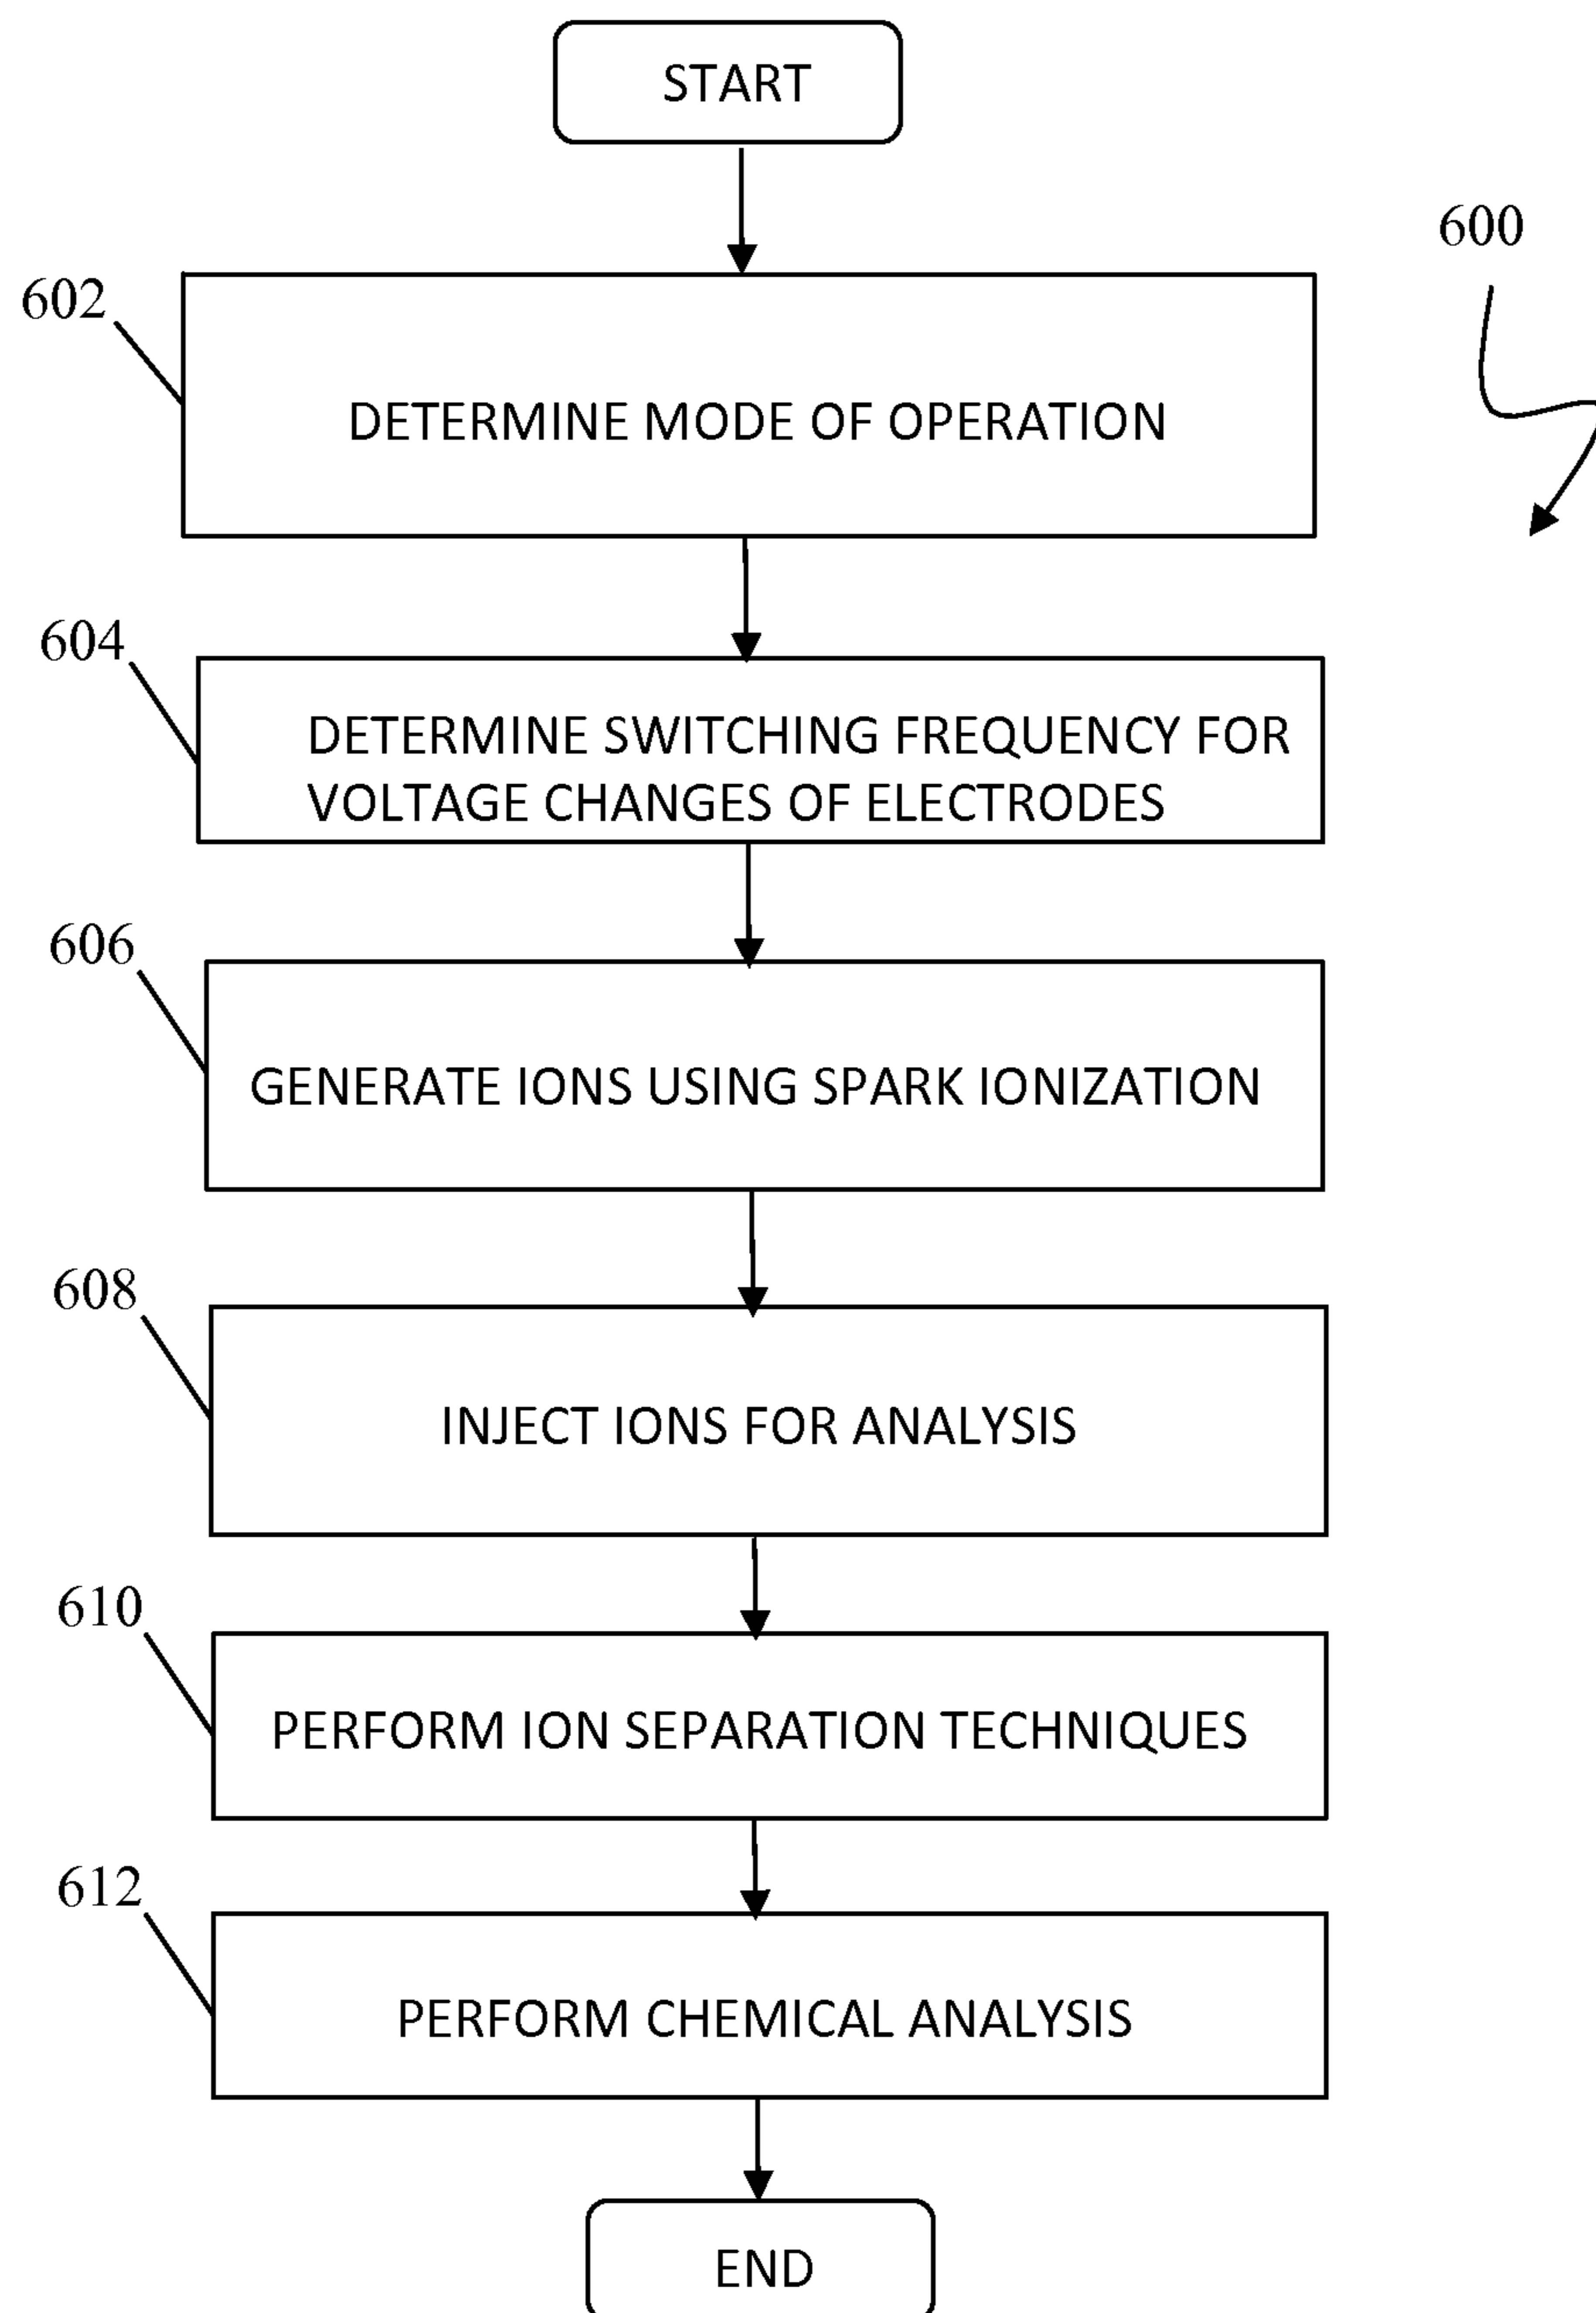 START
600
602
DETERMINE MODE OF OPERATION
604
DETERMINE SWITCHING FREQUENCY FOR
VOLTAGE CHANGES OF ELECTRODES
606
GENERATE IONS USING SPARK IONIZATION
608
INJECT IONS FOR ANALYSIS
610
PERFORM ION SEPARATION TECHNIQUES
612
PERFORM CHEMICAL ANALYSIS
END